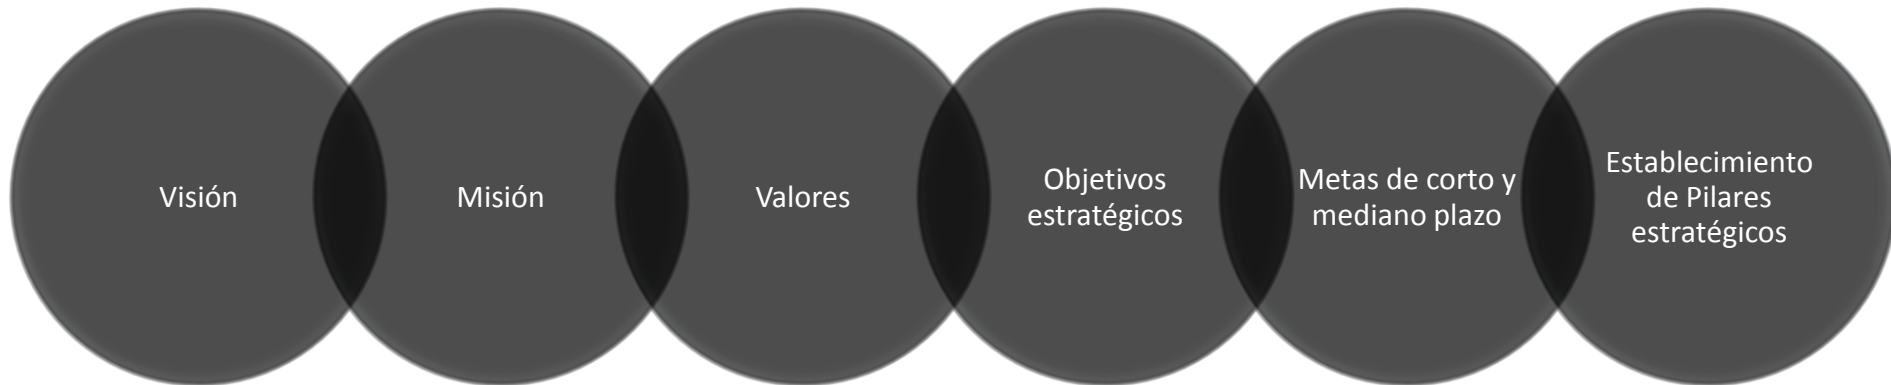 Visión
Misión
Valores
Objetivos
estratégicos
Metas de corto y
mediano plazo
Establecimiento
de Pilares
estratégicos